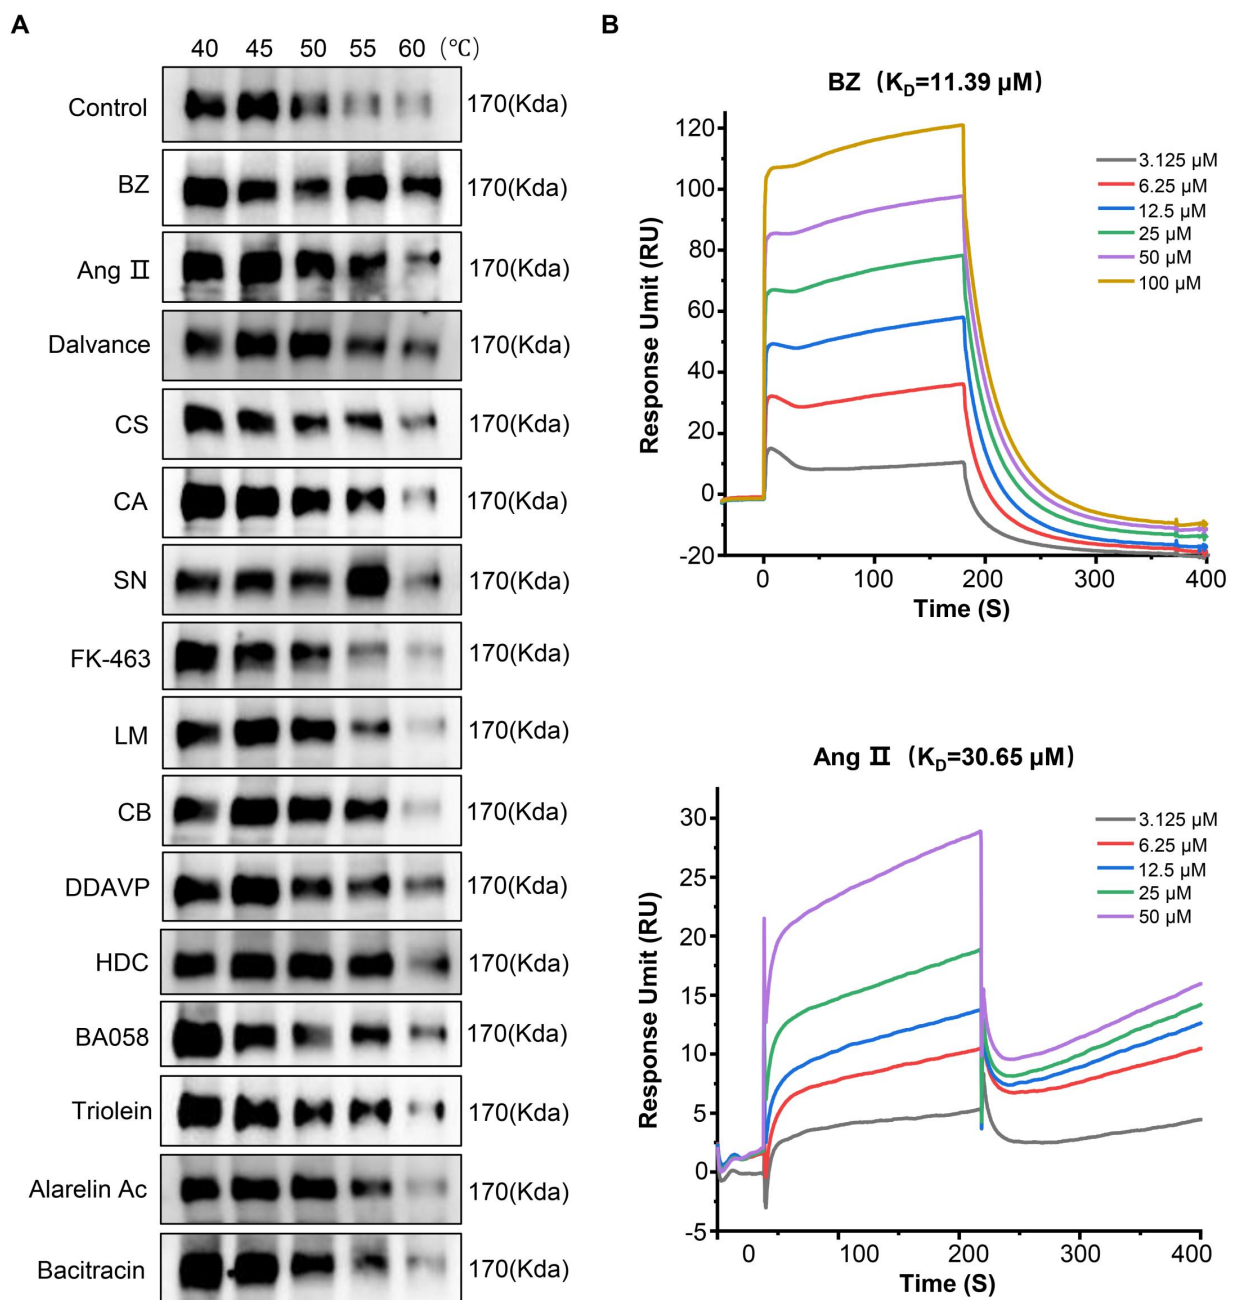 A
40 45 50 55 60 (℃)
Control 170(Kda)
BZ 170(Kda)
Ang Ⅱ 170(Kda)
Dalvance 170(Kda)
CS 170(Kda)
CA 170(Kda)
SN 170(Kda)
FK-463 170(Kda)
LM 170(Kda)
CB 170(Kda)
DDAVP 170(Kda)
HDC 170(Kda)
BA058 170(Kda)
Triolein 170(Kda)
Alarelin Ac 170(Kda)
Bacitracin 170(Kda)
B
BZ (KD=11.39 μM)
Response Umit (RU)
120
100
80
60
40
20
0
-20
0 100 200 300 400
Time (S)
3.125 μM
6.25 μM
12.5 μM
25 μM
50 μM
100 μM
Ang Ⅱ (KD=30.65 μM)
Response Umit (RU)
30
25
20
15
10
5
0
-5
0 100 200 300 400
Time (S)
3.125 μM
6.25 μM
12.5 μM
25 μM
50 μM